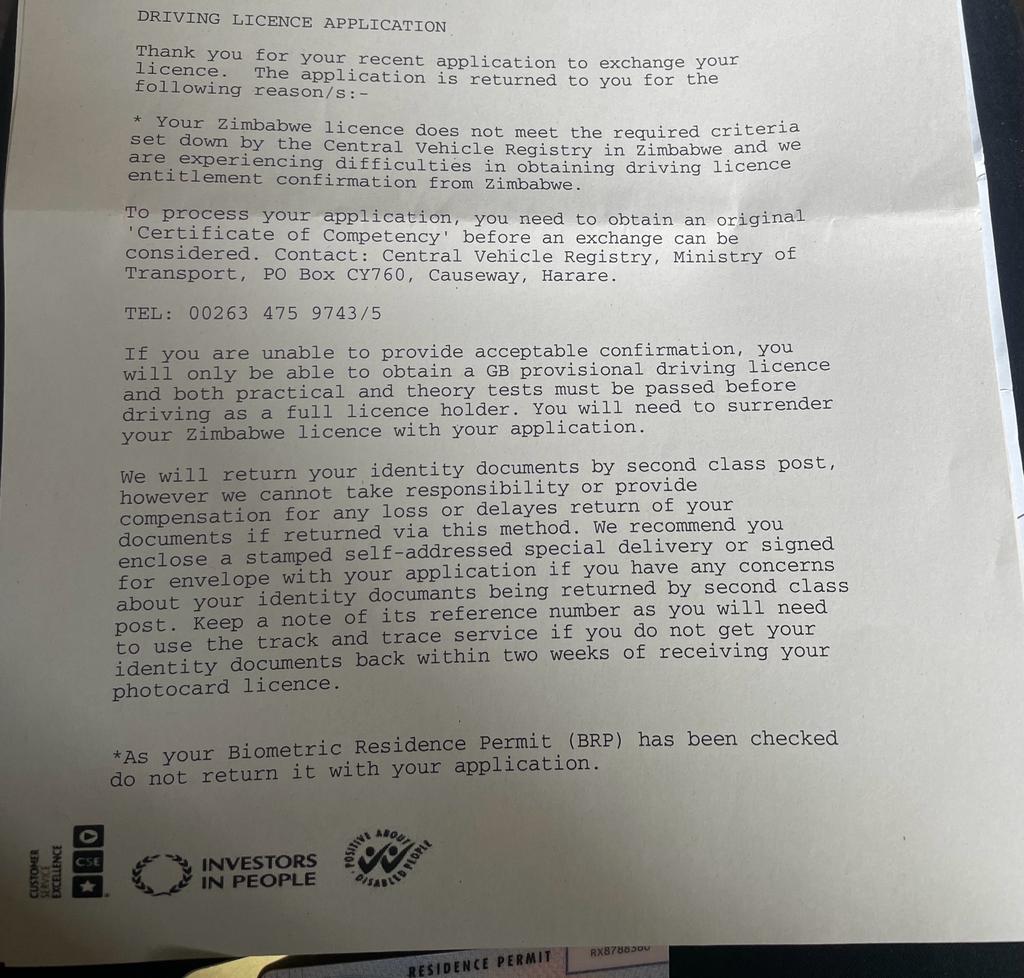 DRIVING LICENCE APPLICATION
Thank you for your recent application to exchange your
licence. The application is returned to you for the
following reason/s:-
* Your Zimbabwe licence does not meet the required criteria
set down by the Central Vehicle Registry in Zimbabwe and we
are experiencing difficulties in obtaining driving licence
entitlement confirmation from Zimbabwe.
To process your application, you need to obtain an original
'Certificate of Competency' before an exchange can be
considered. Contact: Central Vehicle Registry, Ministry of
Transport, PO Box CY760, Causeway, Harare.
TEL: 00263 475 9743/5
If you are unable to provide acceptable confirmation, you
will only be able to obtain a GB provisional driving licence
and both practical and theory tests must be passed before
driving as a full licence holder. You will need to surrender
your Zimbabwe licence with your application.
We will return your identity documents by second class post,
however we cannot take responsibility or provide
compensation for any loss or delayes return of your
documents if returned via this method. We recommend you
enclose a stamped self-addressed special delivery or signed
for envelope with your application if you have any concerns
about your identity documants being returned by second class
post. Keep a note of its reference number as you will need
to use the track and trace service if you do not get your
identity documents back within two weeks of receiving your
photocard licence.
*As your Biometric Residence Permit (BRP) has been checked
do not return it with your application.
CUSTOMER
SERVICE
EXCELLENCE
CSE
INVESTORS
IN PEOPLE
POSITIVE ABOUT
DISABLED PEOPLE
RESIDENCE PERMIT